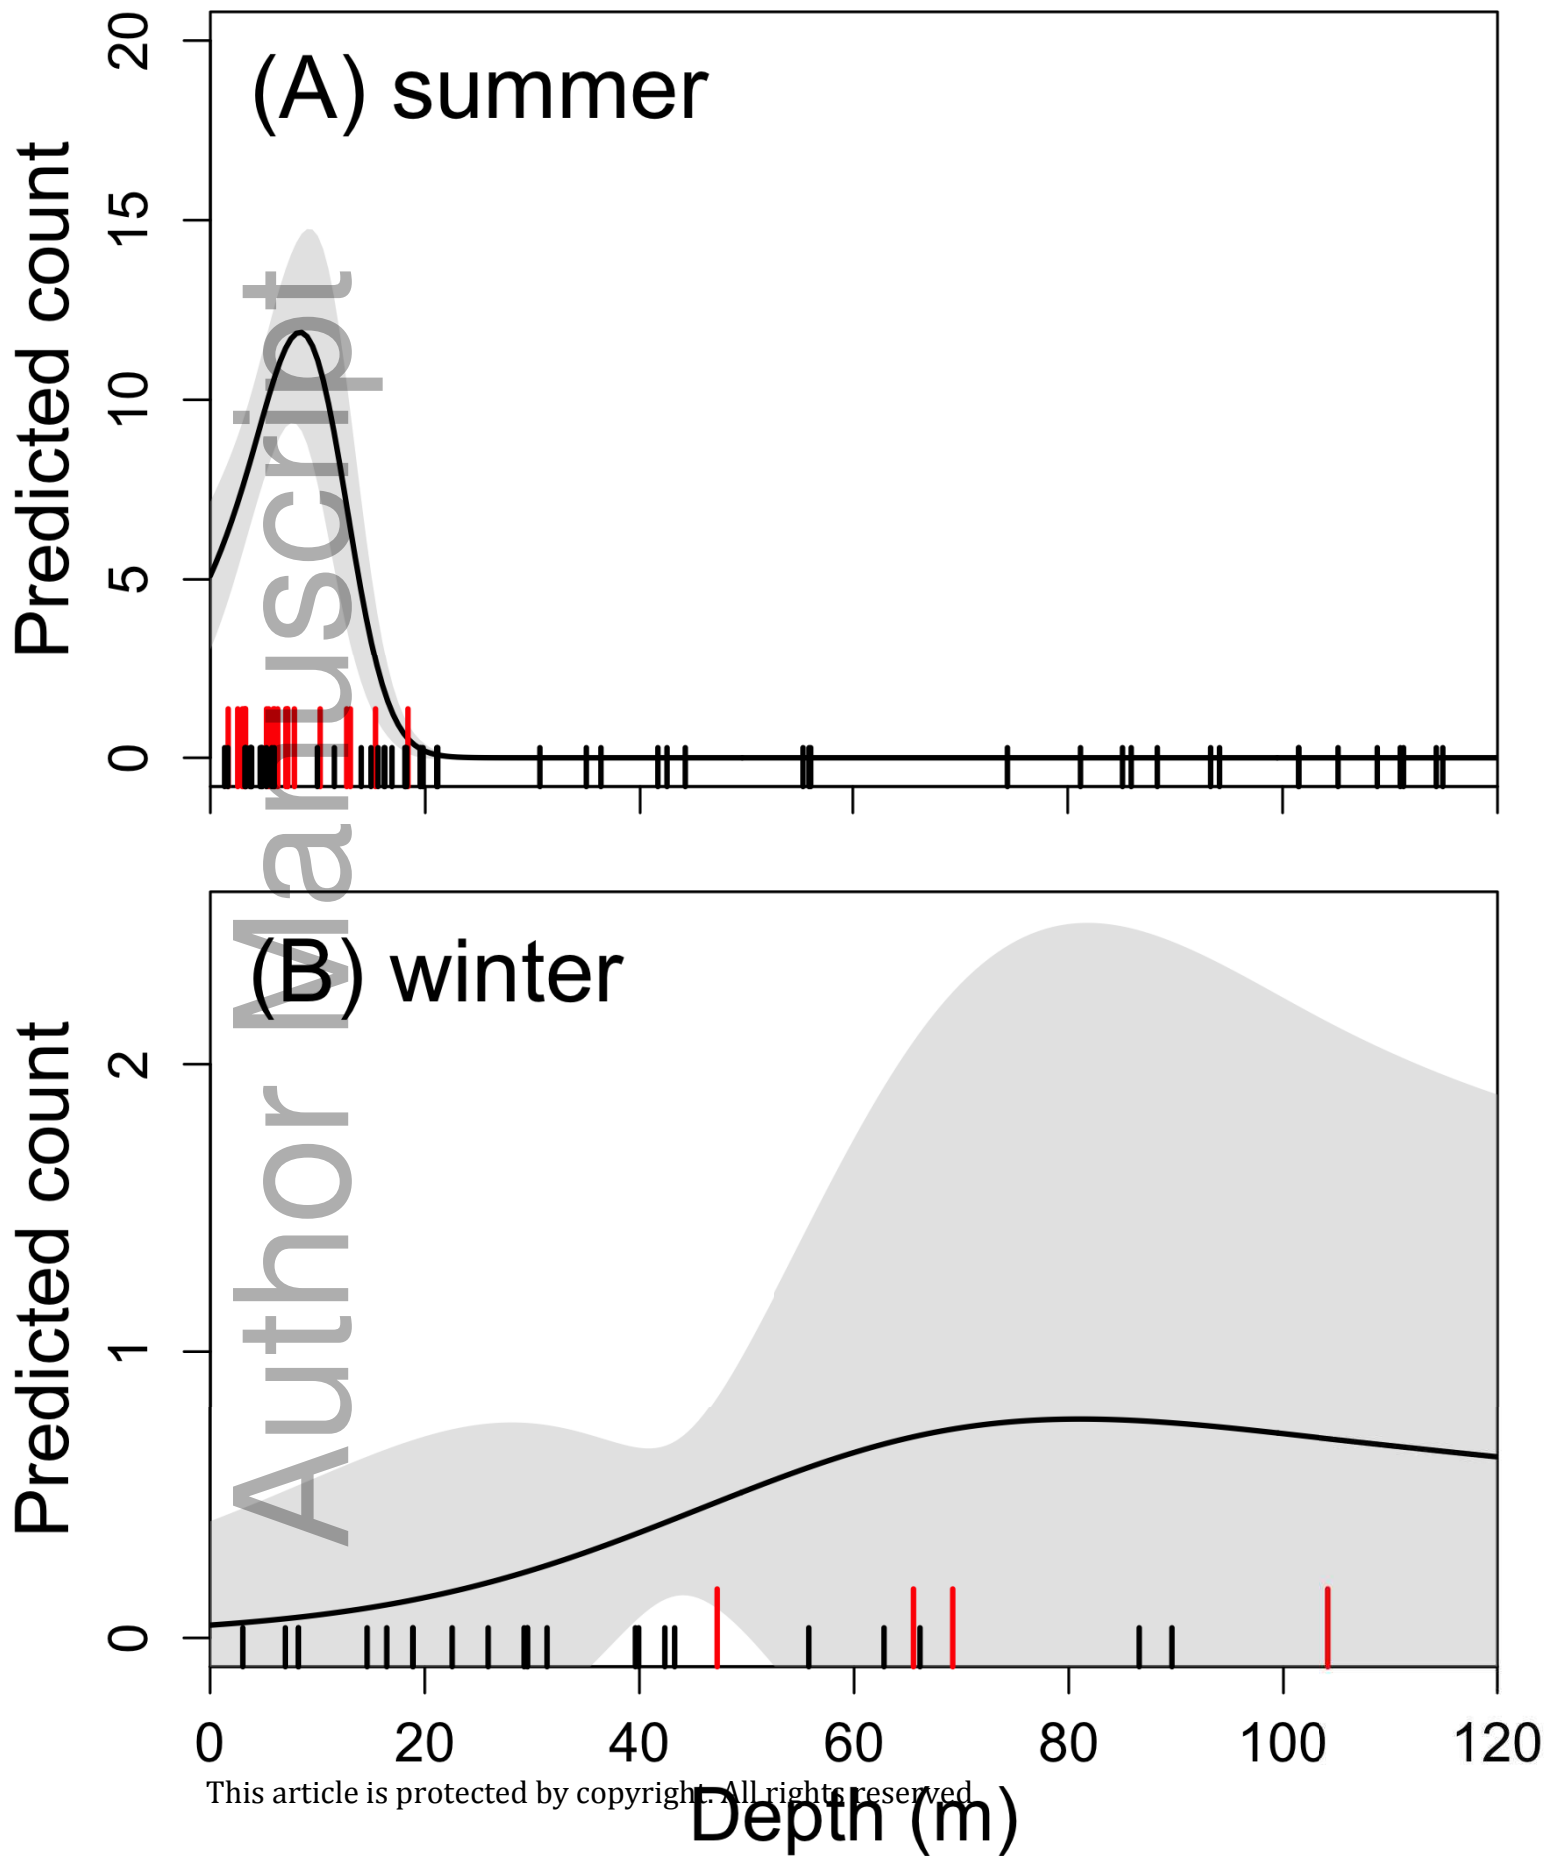 20
(A) summer
15
10
5
0
Predicted count
Author Manuscript
(B) winter
2
1
0
Predicted count
0 20 40 60 80 100 120
This article is protected by copyright. All rights reserved
Depth (m)